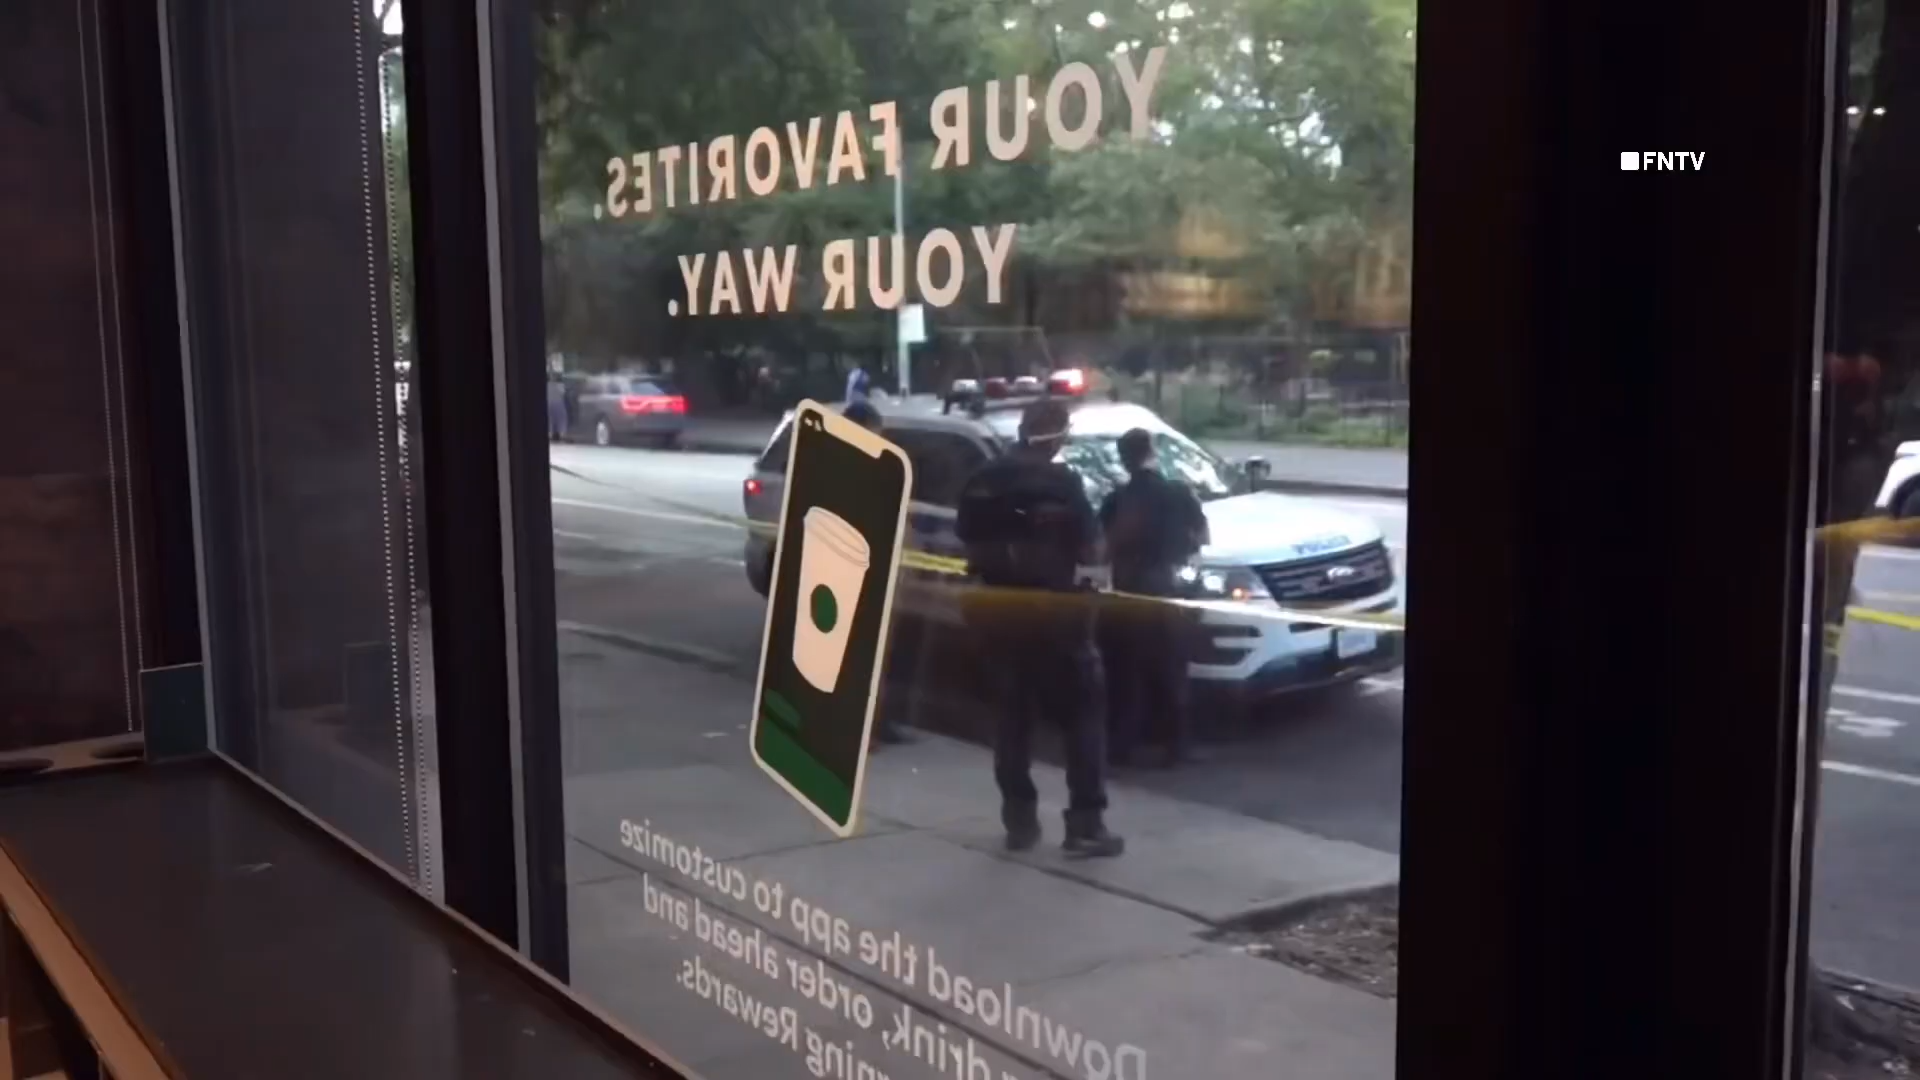 YOUR FAVORITES.
YOUR WAY.
FNTV
POLICE
Download the app to customize
drink, order ahead and
Rewards.